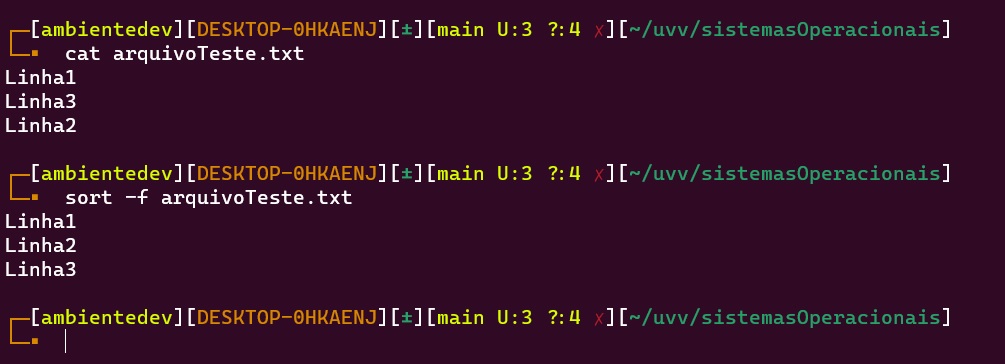 [ambientedev][DESKTOP-0HKAENJ][±][main U:3 ?:4 ✗][~/uvv/sistemasOperacionais]
cat arquivoTeste.txt
Linha1
Linha3
Linha2
[ambientedev][DESKTOP-0HKAENJ][±][main U:3 ?:4 ✗][~/uvv/sistemasOperacionais]
sort -f arquivoTeste.txt
Linha1
Linha2
Linha3
[ambientedev][DESKTOP-0HKAENJ][±][main U:3 ?:4 ✗][~/uvv/sistemasOperacionais]